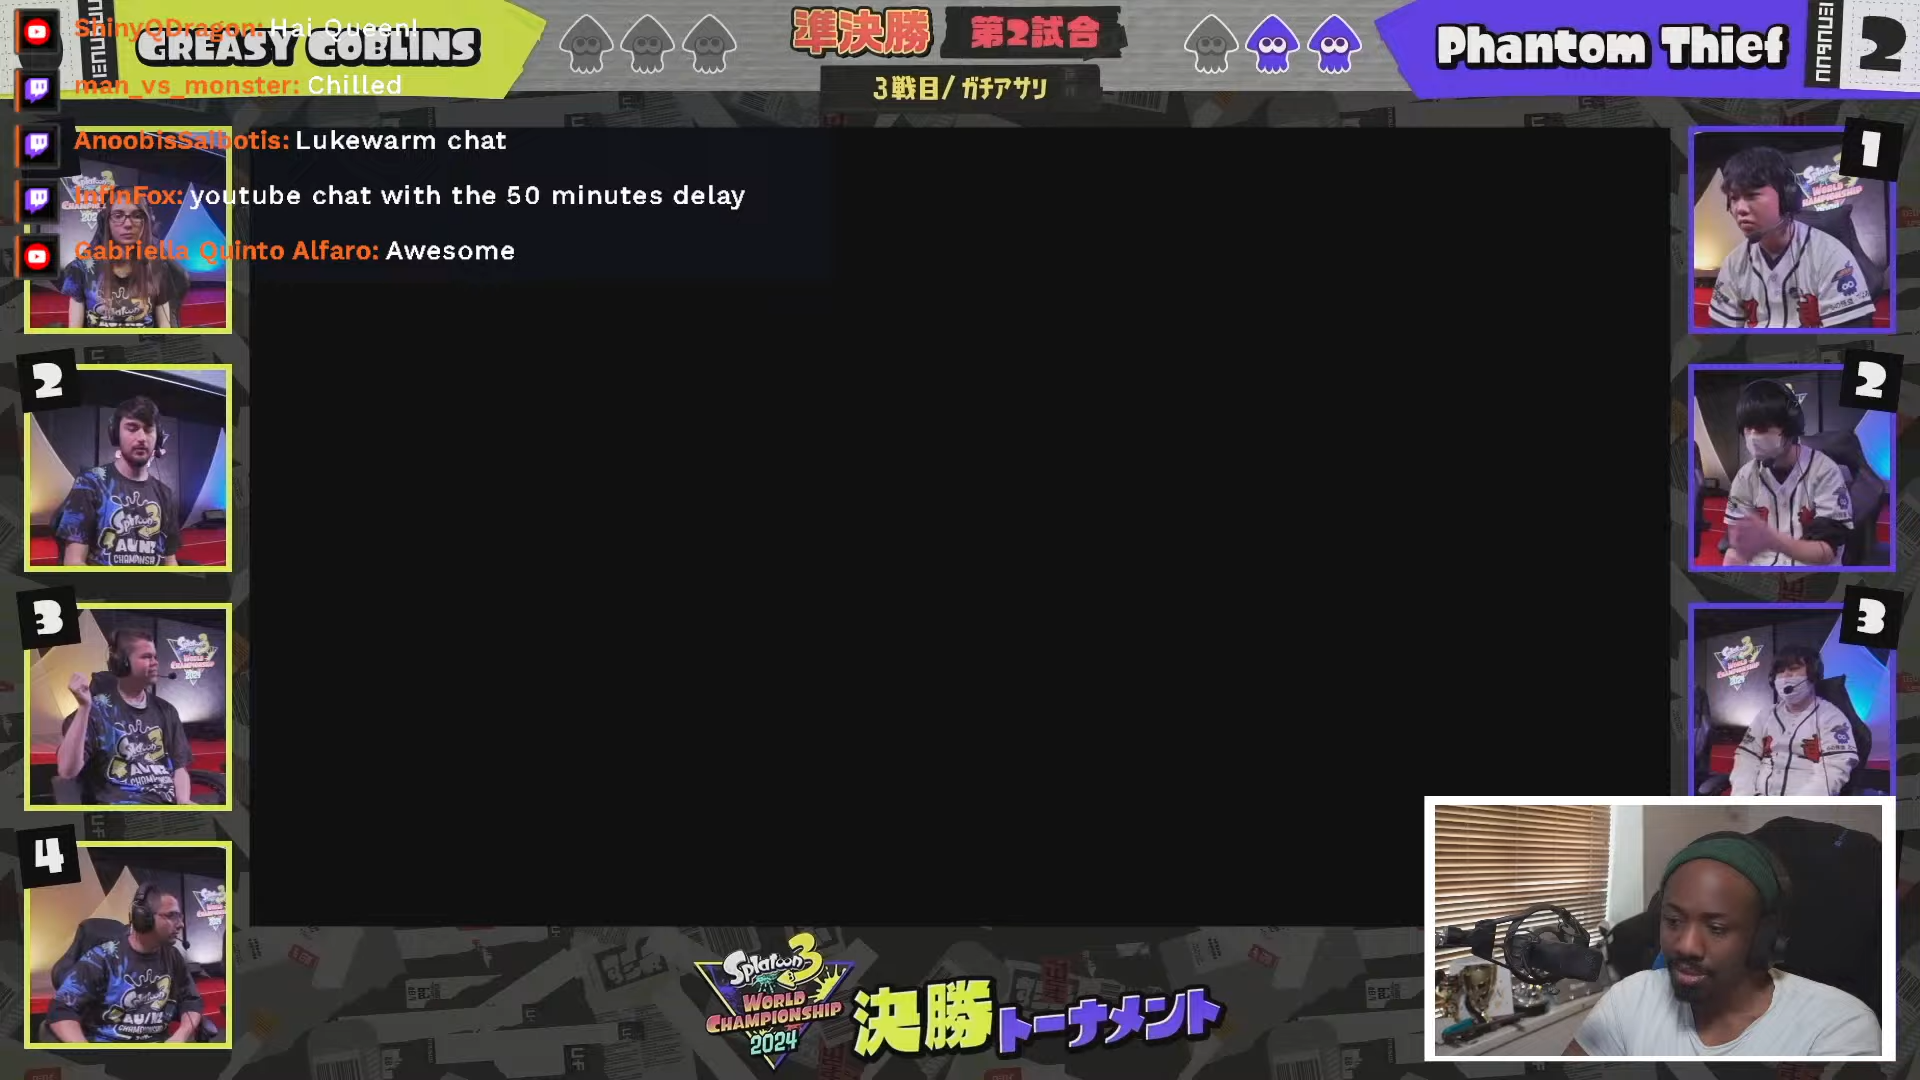 ShinyQDragon: Hai Queen!
GREASY GOBLINS
man_vs_monster: Chilled
AnoobisSalbotis: Lukewarm chat
InfinFox: youtube chat with the 50 minutes delay
Gabriella Quinto Alfaro: Awesome
準決勝 第2試合
3戦目/ ガチアサリ
Phantom Thief
2
2
3
4
1
2
3
Splatoon 3
WORLD
CHAMPIONSHIP
2024
決勝トーナメント